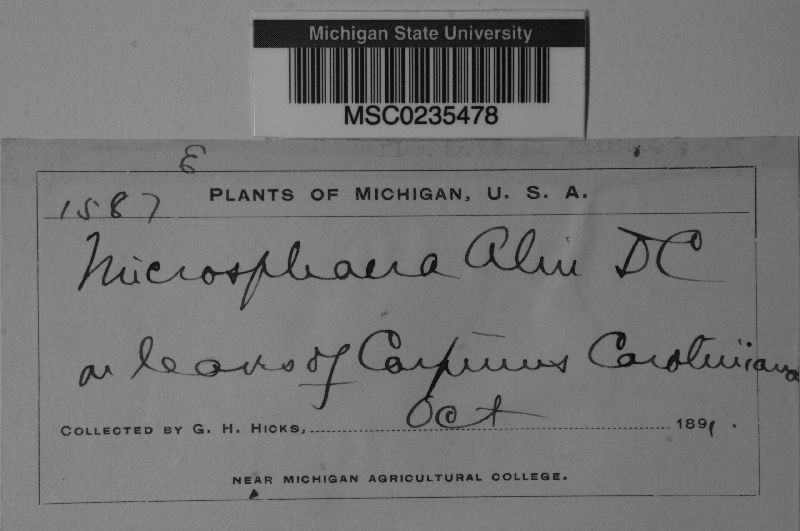 Michigan State University
MSC0235478
E
1587 PLANTS OF MICHIGAN, U. S. A.
Microsphaera Alni DC
on leaves of Carpinus Caroliniana
COLLECTED BY G. H. HICKS, Oct 1891.
NEAR MICHIGAN AGRICULTURAL COLLEGE.